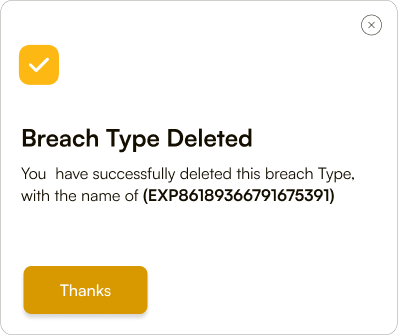 Breach Type Deleted
You  have successfully deleted this breach Type,
with the name of (EXP86189366791675391)
Thanks